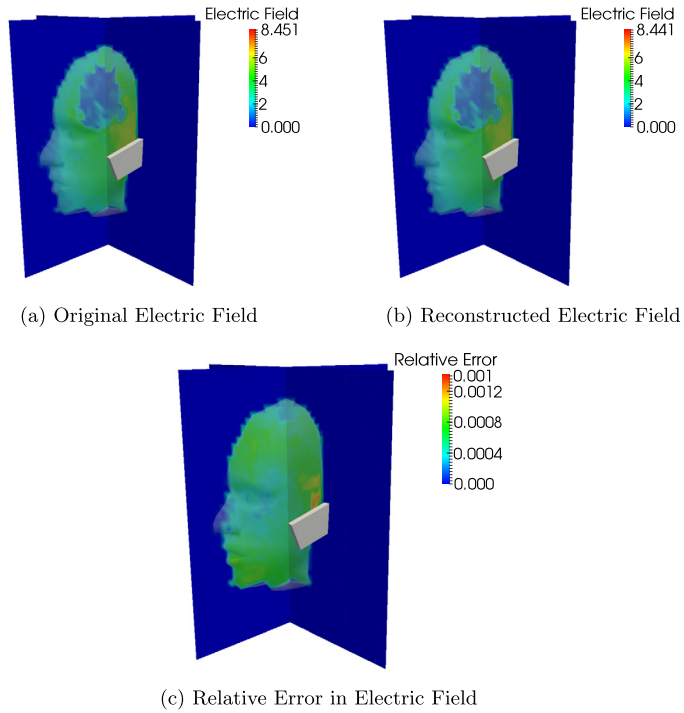 Electric Field
8.451
6
4
2
0.000
(a) Original Electric Field
Electric Field
8.441
6
4
2
0.000
(b) Reconstructed Electric Field
Relative Error
0.001
0.0012
0.0008
0.0004
0.000
(c) Relative Error in Electric Field